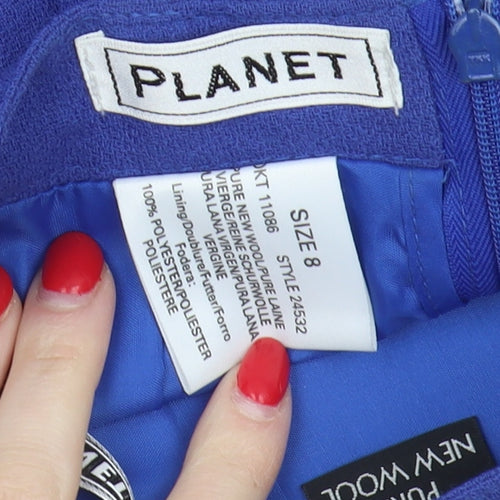 PLANET
SIZE 8
STYLE 24532
DKT 11086
PURE NEW WOOL/PURE LAINE
VIERGE/REINE SCHURWOLLE
PURA LANA VIRGEN/PURA LANA
VERGINE
Lining/Doublure/Futter/Forro
Fodera:
100% POLYESTER/POLIESTER
POLIESTERE
NEW WOOL